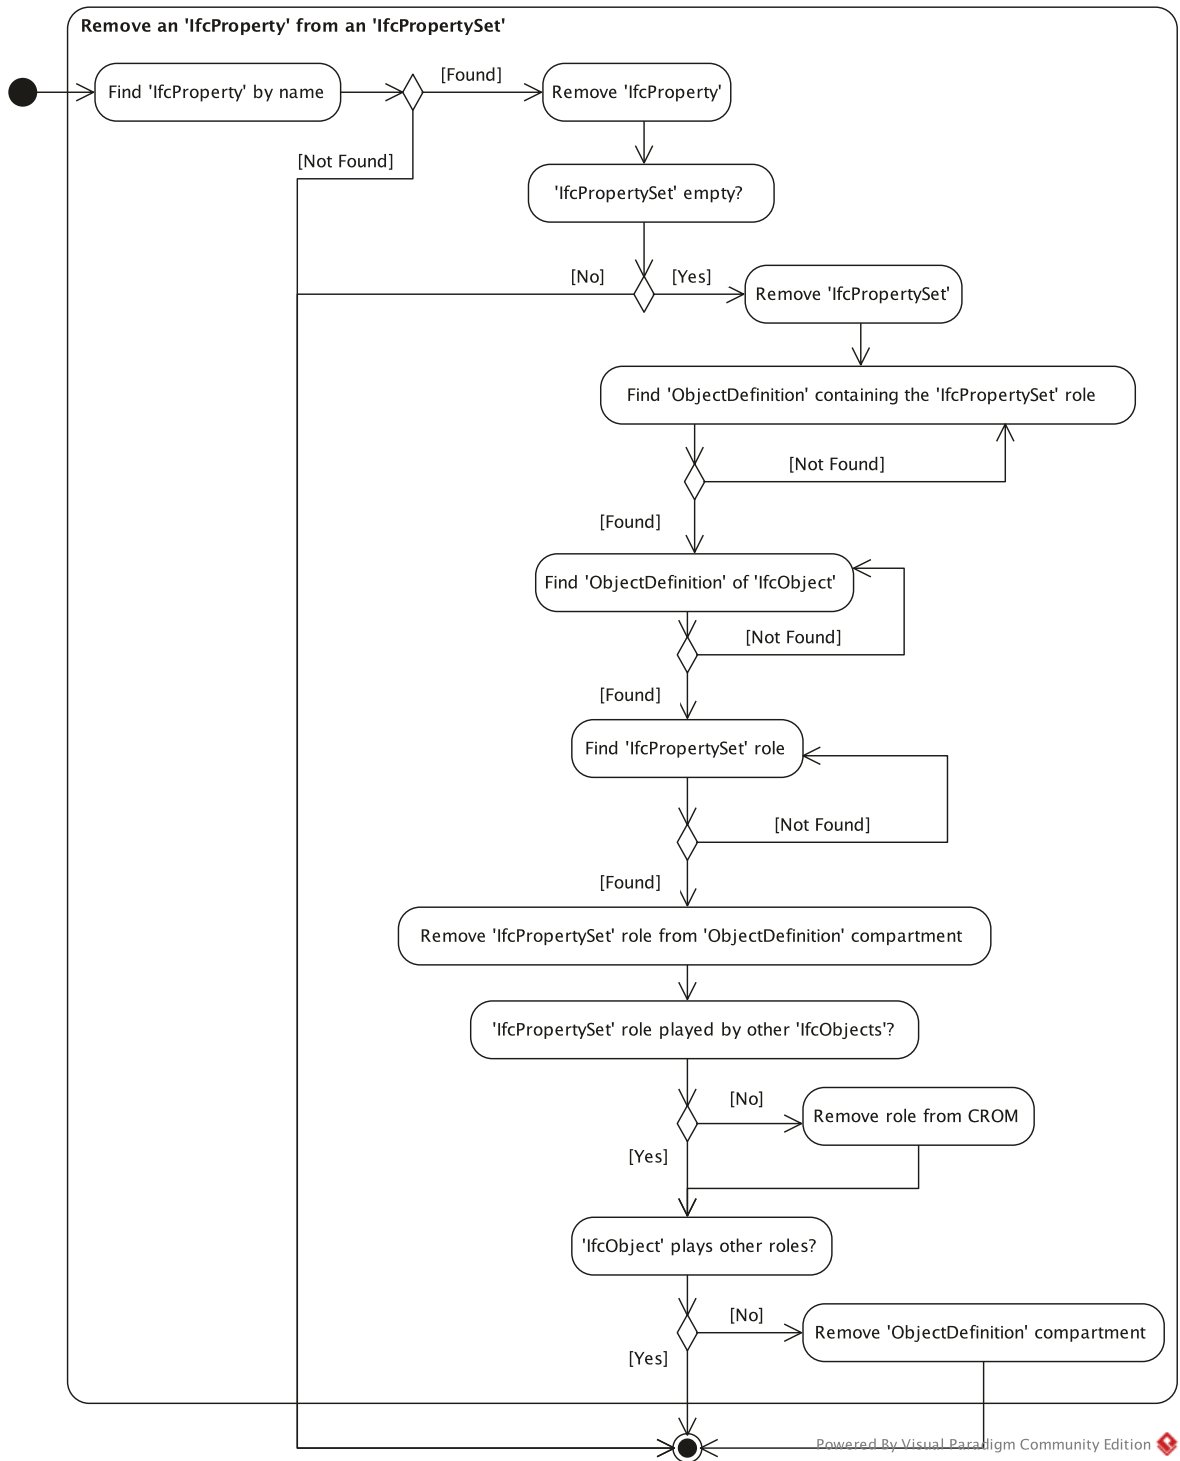 Remove an 'IfcProperty' from an 'IfcPropertySet'
Find 'IfcProperty' by name
[Found]
Remove 'IfcProperty'
[Not Found]
'IfcPropertySet' empty?
[No]
[Yes]
Remove 'IfcPropertySet'
Find 'ObjectDefinition' containing the 'IfcPropertySet' role
[Not Found]
[Found]
Find 'ObjectDefinition' of 'IfcObject'
[Not Found]
[Found]
Find 'IfcPropertySet' role
[Not Found]
[Found]
Remove 'IfcPropertySet' role from 'ObjectDefinition' compartment
'IfcPropertySet' role played by other 'IfcObjects'?
[No]
Remove role from CROM
[Yes]
'IfcObject' plays other roles?
[No]
Remove 'ObjectDefinition' compartment
[Yes]
Powered By Visual Paradigm Community Edition